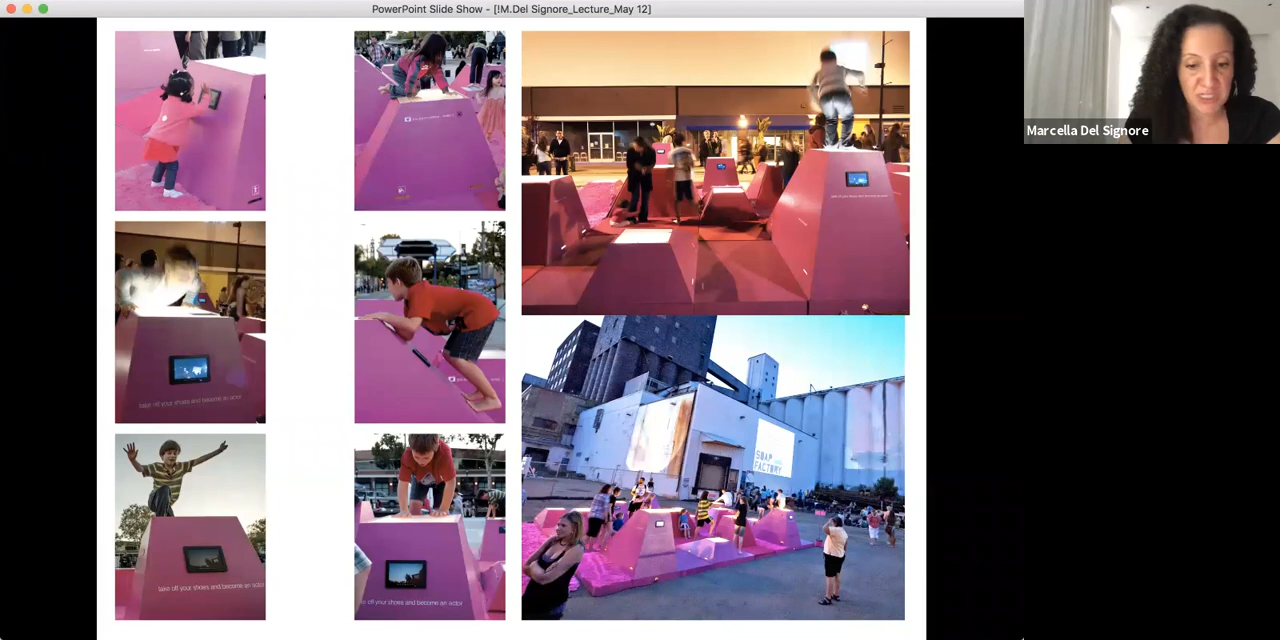 PowerPoint Slide Show - [!M.Del Signore_Lecture_May 12]
Marcella Del Signore
take off your shoes and become an actor
SOAP
FACTORY
take off your shoes and become an actor
off your shoes and become an actor